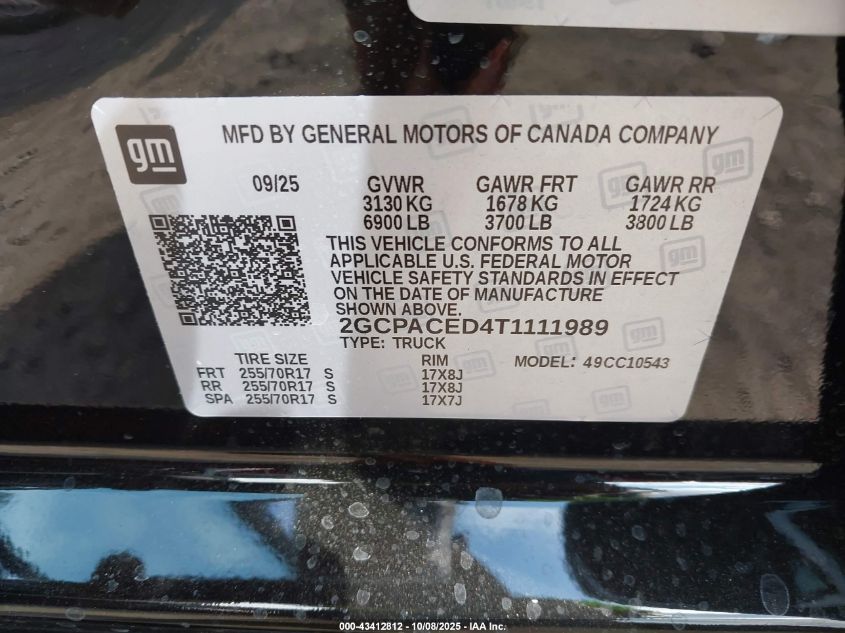 gm
MFD BY GENERAL MOTORS OF CANADA COMPANY
09/25 GVWR GAWR FRT GAWR RR
3130 KG 1678 KG 1724 KG
6900 LB 3700 LB 3800 LB
THIS VEHICLE CONFORMS TO ALL
APPLICABLE U.S. FEDERAL MOTOR
VEHICLE SAFETY STANDARDS IN EFFECT
ON THE DATE OF MANUFACTURE
SHOWN ABOVE.
2GCPACED4T1111989
TYPE: TRUCK
TIRE SIZE RIM MODEL: 49CC10543
FRT 255/70R17 S 17X8J
RR 255/70R17 S 17X8J
SPA 255/70R17 S 17X7J
000-43412812 - 10/08/2025 - IAA Inc.